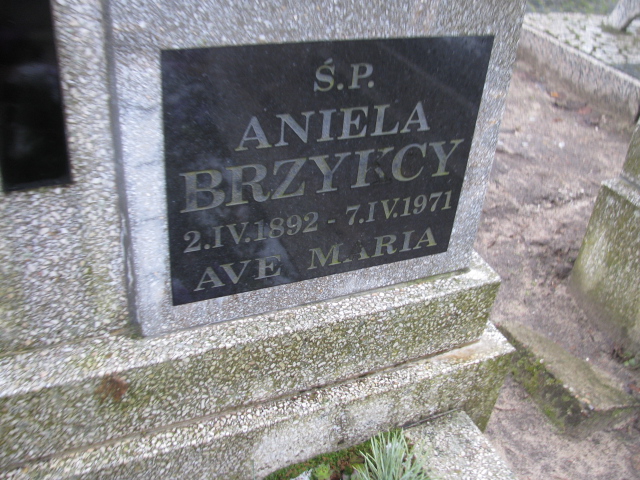 Ś.P.
ANIELA
BRZYKCY
2.IV.1892 - 7.IV.1971
AVE MARIA